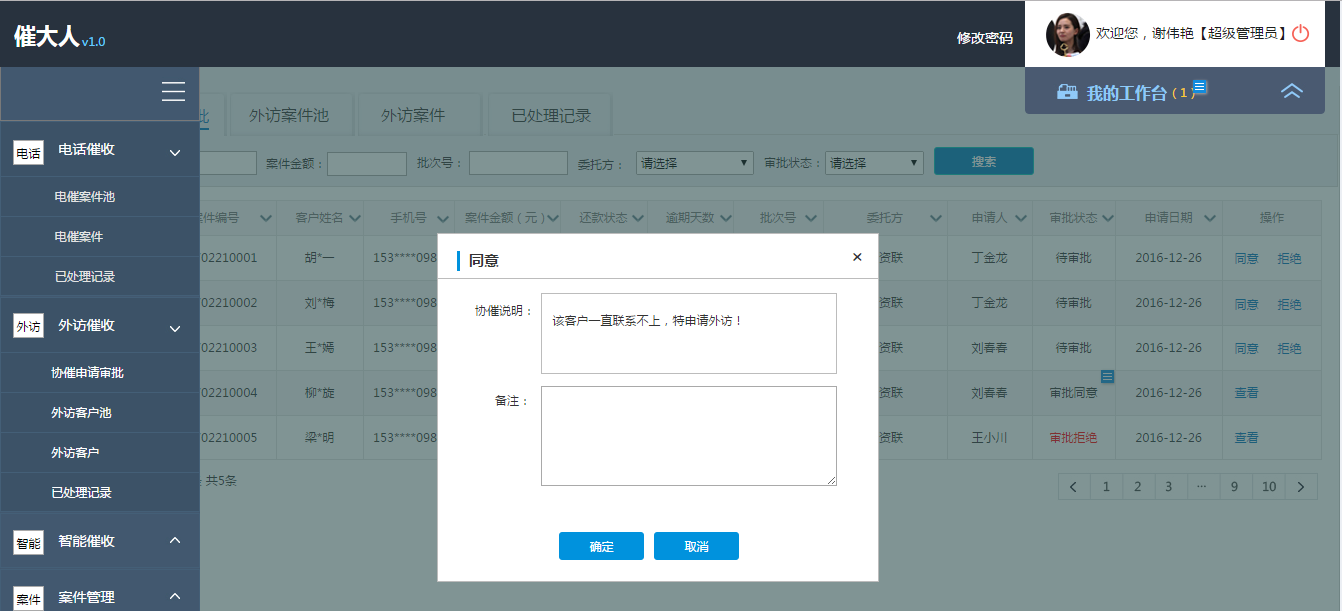 催大人 v1.0
修改密码
欢迎您，谢伟艳【超级管理员】
我的工作台（1）
批 外访案件池 外访案件 已处理记录
案件金额： 批次号： 委托方： 请选择 审批状态： 请选择 搜索
案件编号 客户姓名 手机号 案件金额（元） 还款状态 逾期天数 批次号 委托方 申请人 审批状态 申请日期 操作
02210001 胡*一 153****098 资联 丁金龙 待审批 2016-12-26 同意 拒绝
02210002 刘*梅 153****098 资联 丁金龙 待审批 2016-12-26 同意 拒绝
02210003 王*嫣 153****098 资联 刘春春 待审批 2016-12-26 同意 拒绝
02210004 柳*旋 153****098 资联 刘春春 审批同意 2016-12-26 查看
02210005 梁*明 153****098 资联 王小川 审批拒绝 2016-12-26 查看
共5条
1 2 3 ... 9 10
电话 电话催收
电催案件池
电催案件
已处理记录
外访 外访催收
协催申请审批
外访客户池
外访客户
已处理记录
智能 智能催收
案件 案件管理
同意 ×
协催说明：
该客户一直联系不上，特申请外访！
备注：
确定 取消